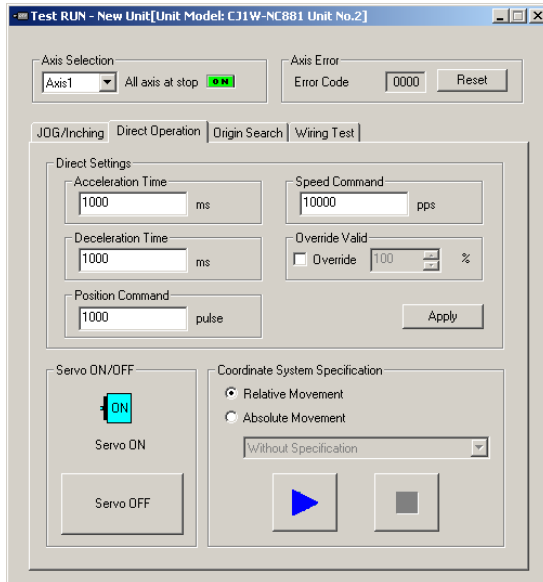 Test RUN - New Unit[Unit Model: CJ1W-NC881 Unit No.2]
Axis Selection
Axis1 All axis at stop ON
Axis Error
Error Code 0000 Reset
JOG/Inching Direct Operation Origin Search Wiring Test
Direct Settings
Acceleration Time
1000 ms
Speed Command
10000 pps
Deceleration Time
1000 ms
Override Valid
Override 100 %
Position Command
1000 pulse
Apply
Servo ON/OFF
ON
Servo ON
Servo OFF
Coordinate System Specification
Relative Movement
Absolute Movement
Without Specification